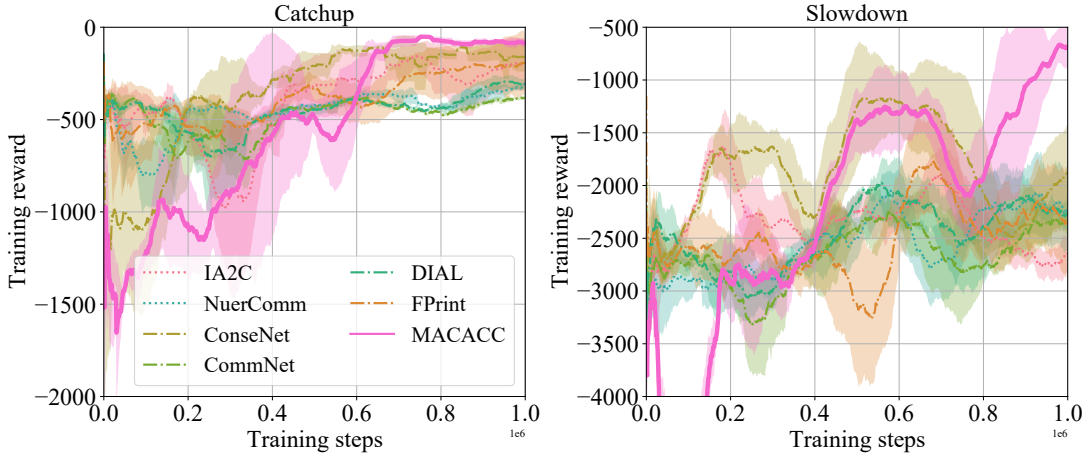 Catchup
Training reward
0
−500
−1000
−1500
−2000
0.0
0.2
0.4
0.6
0.8
1.0
1e6
Training steps
IA2C
NuerComm
ConseNet
CommNet
DIAL
FPrint
MACACC
Slowdown
Training reward
−500
−1000
−1500
−2000
−2500
−3000
−3500
−4000
0.0
0.2
0.4
0.6
0.8
1.0
1e6
Training steps